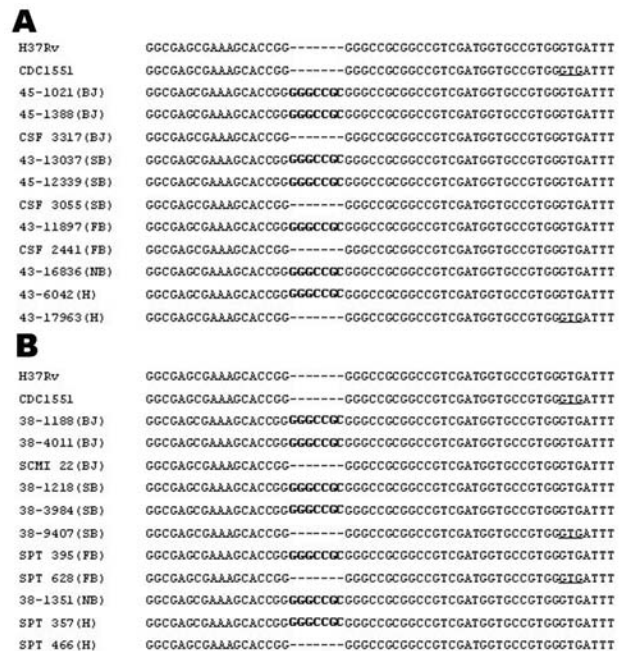 A
H37Rv GGCGAGCGAAAGCACCGG-------GGGCCGCGGCCGTCGATGGTGCCGTGGGTGATTT
CDC1551 GGCGAGCGAAAGCACCGG-------GGGCCGCGGCCGTCGATGGTGCCGTGGGTGATTT
45-1021(BJ) GGCGAGCGAAAGCACCGGGGGCCGCGGGCCGCGGCCGTCGATGGTGCCGTGGGTGATTT
45-1388(BJ) GGCGAGCGAAAGCACCGGGGGCCGCGGGCCGCGGCCGTCGATGGTGCCGTGGGTGATTT
CSF 3317(BJ) GGCGAGCGAAAGCACCGG-------GGGCCGCGGCCGTCGATGGTGCCGTGGGTGATTT
43-13037(SB) GGCGAGCGAAAGCACCGGGGGCCGCGGGCCGCGGCCGTCGATGGTGCCGTGGGTGATTT
45-12339(SB) GGCGAGCGAAAGCACCGGGGGCCGCGGGCCGCGGCCGTCGATGGTGCCGTGGGTGATTT
CSF 3055(SB) GGCGAGCGAAAGCACCGG-------GGGCCGCGGCCGTCGATGGTGCCGTGGGTGATTT
43-11897(FB) GGCGAGCGAAAGCACCGGGGGCCGCGGGCCGCGGCCGTCGATGGTGCCGTGGGTGATTT
CSF 2441(FB) GGCGAGCGAAAGCACCGG-------GGGCCGCGGCCGTCGATGGTGCCGTGGGTGATTT
43-16836(NB) GGCGAGCGAAAGCACCGGGGGCCGCGGGCCGCGGCCGTCGATGGTGCCGTGGGTGATTT
43-6042(H) GGCGAGCGAAAGCACCGGGGGCCGCGGGCCGCGGCCGTCGATGGTGCCGTGGGTGATTT
43-17963(H) GGCGAGCGAAAGCACCGG-------GGGCCGCGGCCGTCGATGGTGCCGTGGGTGATTT
B
H37Rv GGCGAGCGAAAGCACCGG-------GGGCCGCGGCCGTCGATGGTGCCGTGGGTGATTT
CDC1551 GGCGAGCGAAAGCACCGG-------GGGCCGCGGCCGTCGATGGTGCCGTGGGTGATTT
38-1188(BJ) GGCGAGCGAAAGCACCGGGGGCCGCGGGCCGCGGCCGTCGATGGTGCCGTGGGTGATTT
38-4011(BJ) GGCGAGCGAAAGCACCGGGGGCCGCGGGCCGCGGCCGTCGATGGTGCCGTGGGTGATTT
SCMI 22(BJ) GGCGAGCGAAAGCACCGG-------GGGCCGCGGCCGTCGATGGTGCCGTGGGTGATTT
38-1218(SB) GGCGAGCGAAAGCACCGGGGGCCGCGGGCCGCGGCCGTCGATGGTGCCGTGGGTGATTT
38-3984(SB) GGCGAGCGAAAGCACCGGGGGCCGCGGGCCGCGGCCGTCGATGGTGCCGTGGGTGATTT
38-9407(SB) GGCGAGCGAAAGCACCGG-------GGGCCGCGGCCGTCGATGGTGCCGTGGGTGATTT
SPT 395(FB) GGCGAGCGAAAGCACCGGGGGCCGCGGGCCGCGGCCGTCGATGGTGCCGTGGGTGATTT
SPT 628(FB) GGCGAGCGAAAGCACCGG-------GGGCCGCGGCCGTCGATGGTGCCGTGGGTGATTT
38-1351(NB) GGCGAGCGAAAGCACCGGGGGCCGCGGGCCGCGGCCGTCGATGGTGCCGTGGGTGATTT
SPT 357(H) GGCGAGCGAAAGCACCGGGGGCCGCGGGCCGCGGCCGTCGATGGTGCCGTGGGTGATTT
SPT 466(H) GGCGAGCGAAAGCACCGG-------GGGCCGCGGCCGTCGATGGTGCCGTGGGTGATTT